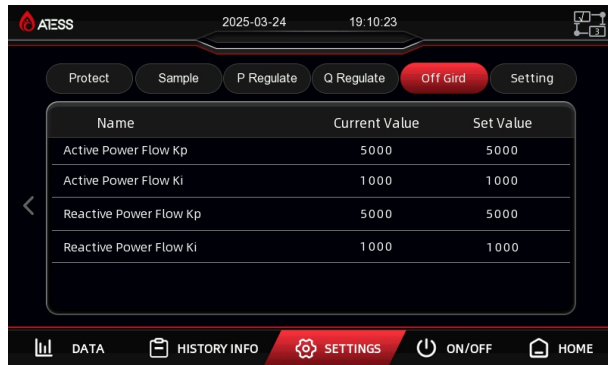 ATESS 2025-03-24 19:10:23
3
Protect Sample P Regulate Q Regulate Off Gird Setting
Name Current Value Set Value
Active Power Flow Kp 5000 5000
Active Power Flow Ki 1000 1000
Reactive Power Flow Kp 5000 5000
Reactive Power Flow Ki 1000 1000
DATA HISTORY INFO SETTINGS ON/OFF HOME